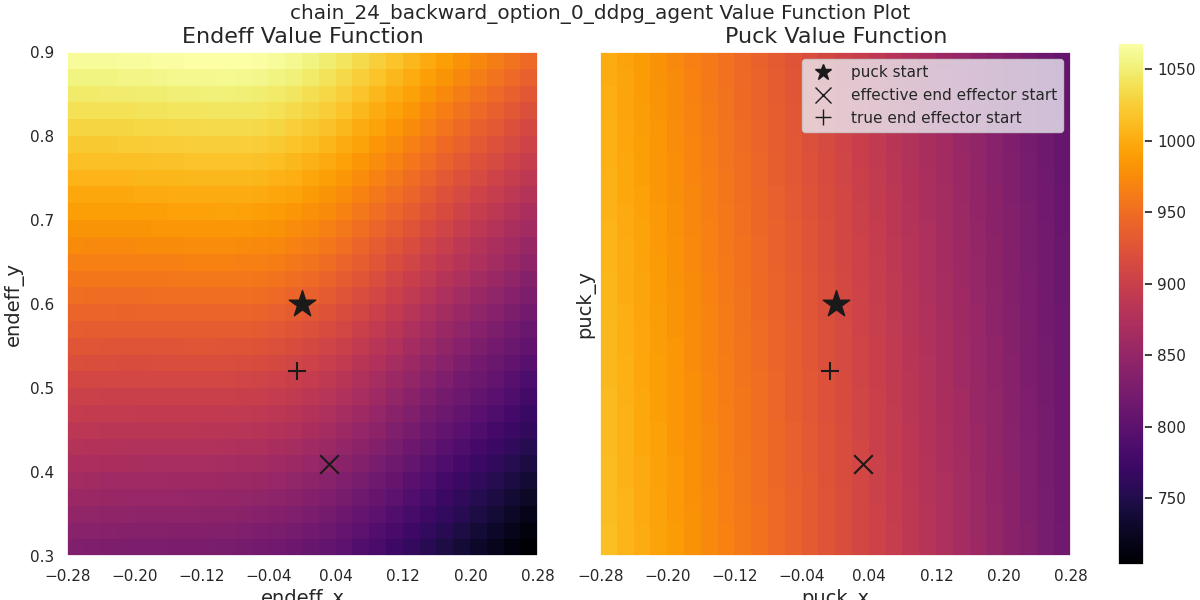 chain_24_backward_option_0_ddpg_agent Value Function Plot
Endeff Value Function
Puck Value Function
puck start
effective end effector start
true end effector start
0.9
0.8
0.7
0.6
0.5
0.4
0.3
endeff_y
−0.28 −0.20 −0.12 −0.04 0.04 0.12 0.20 0.28
endeff_x
puck_y
−0.28 −0.20 −0.12 −0.04 0.04 0.12 0.20 0.28
puck_x
1050
1000
950
900
850
800
750